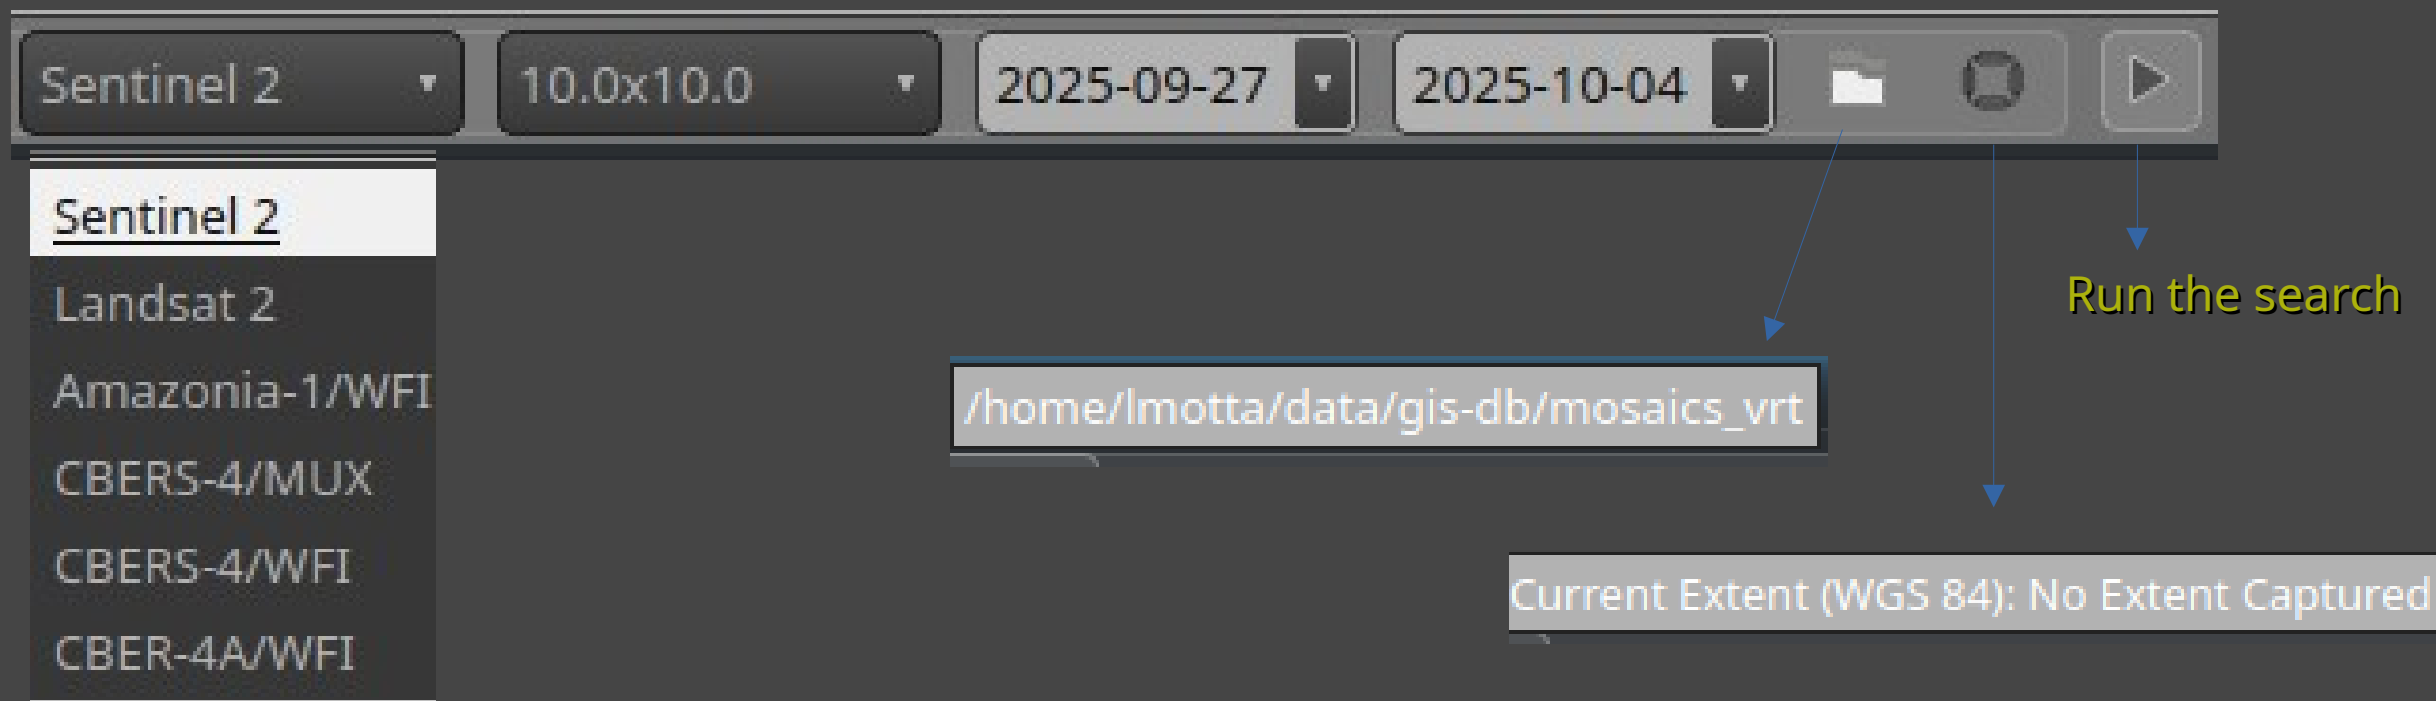 Sentinel 2
10.0x10.0
2025-09-27
2025-10-04
Sentinel 2
Landsat 2
Amazonia-1/WFI
CBERS-4/MUX
CBERS-4/WFI
CBER-4A/WFI
Run the search
/home/lmotta/data/gis-db/mosaics_vrt
Current Extent (WGS 84): No Extent Captured